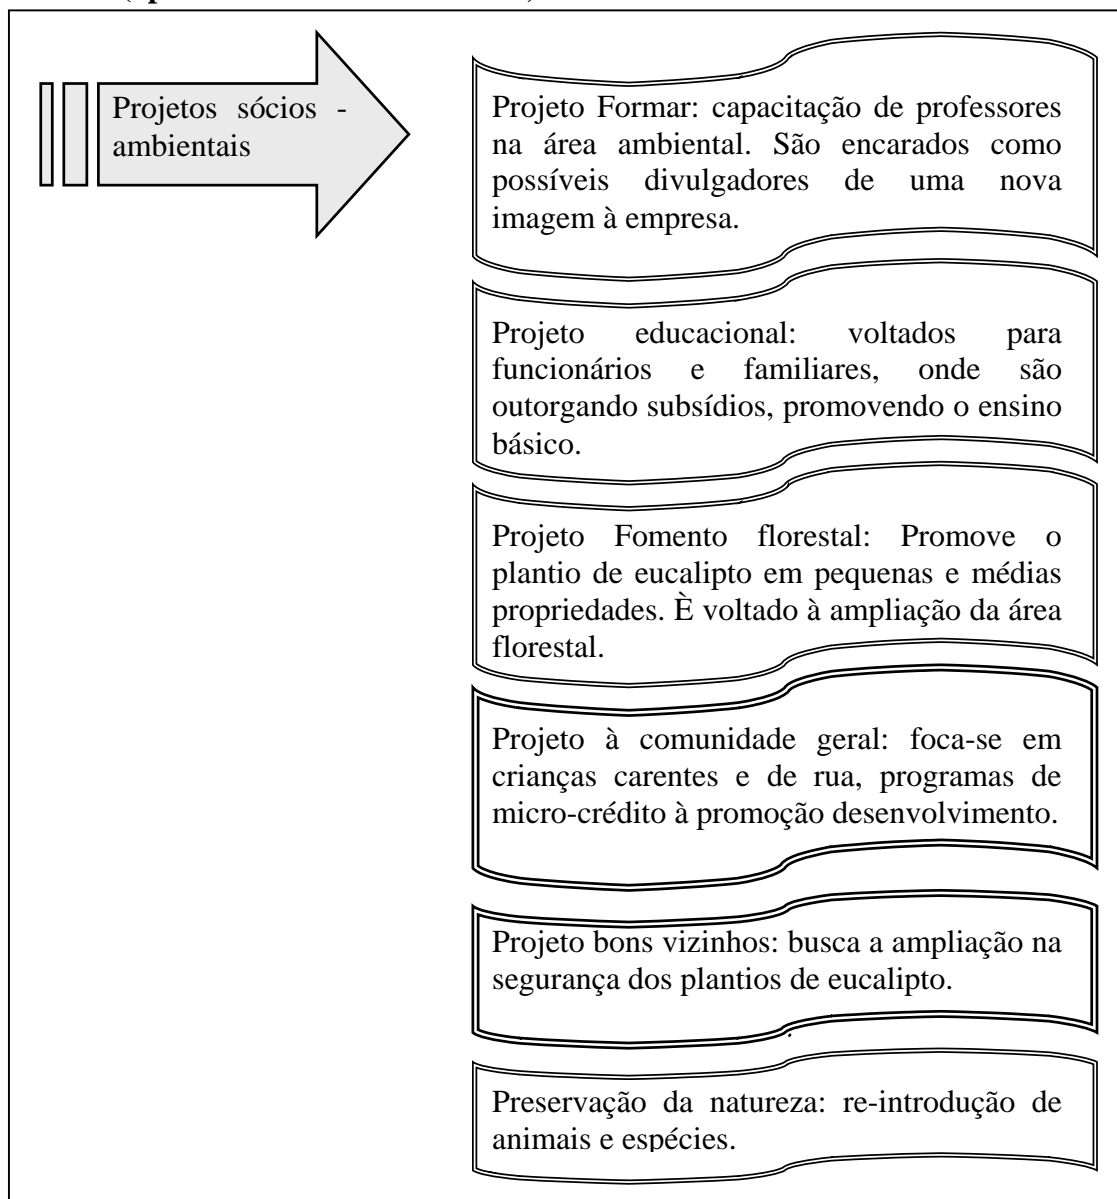 Projetos sócios -
ambientais
Projeto Formar: capacitação de professores
na área ambiental. São encarados como
possíveis divulgadores de uma nova
imagem à empresa.
Projeto educacional: voltados para
funcionários e familiares, onde são
outorgando subsídios, promovendo o ensino
básico.
Projeto Fomento florestal: Promove o
plantio de eucalipto em pequenas e médias
propriedades. È voltado à ampliação da área
florestal.
Projeto à comunidade geral: foca-se em
crianças carentes e de rua, programas de
micro-crédito à promoção desenvolvimento.
Projeto bons vizinhos: busca a ampliação na
segurança dos plantios de eucalipto.
Preservação da natureza: re-introdução de
animais e espécies.